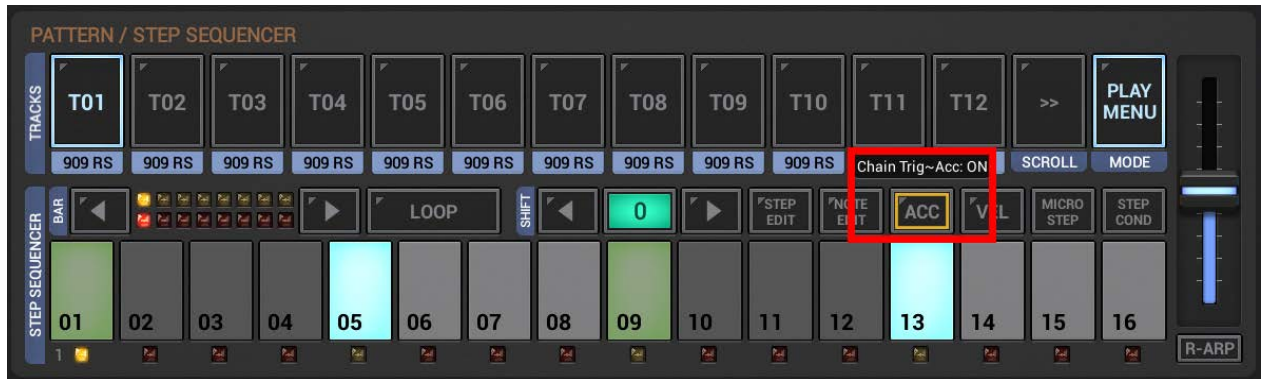 PATTERN / STEP SEQUENCER
TRACKS
T01 T02 T03 T04 T05 T06 T07 T08 T09 T10 T11 T12 >> PLAY MENU
909 RS 909 RS 909 RS 909 RS 909 RS 909 RS 909 RS 909 RS 909 RS 909 RS Chain Trig~Acc: ON SCROLL MODE
STEP SEQUENCER
BAR LOOP SHIFT 0 STEP EDIT NOTE EDIT ACC VEL MICRO STEP STEP COND
01 02 03 04 05 06 07 08 09 10 11 12 13 14 15 16
1 R-ARP